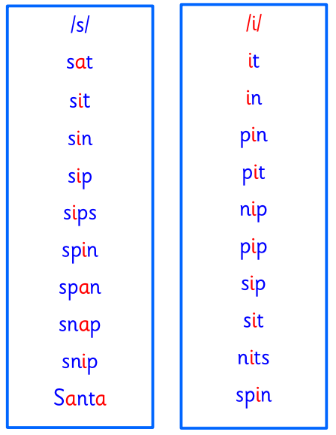 /s/
sat
sit
sin
sip
sips
spin
span
snap
snip
Santa
/i/
it
in
pin
pit
nip
pip
sip
sit
nits
spin